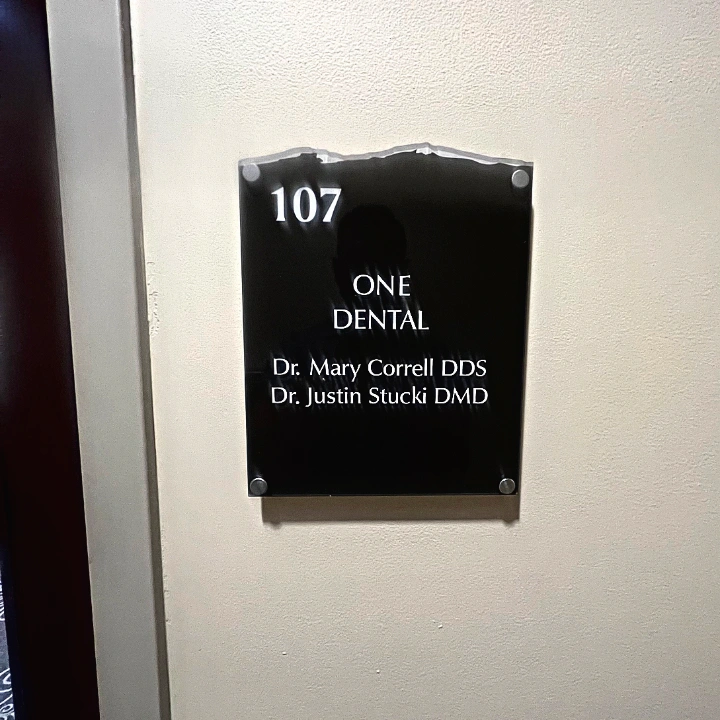 107
ONE
DENTAL
Dr. Mary Correll DDS
Dr. Justin Stucki DMD